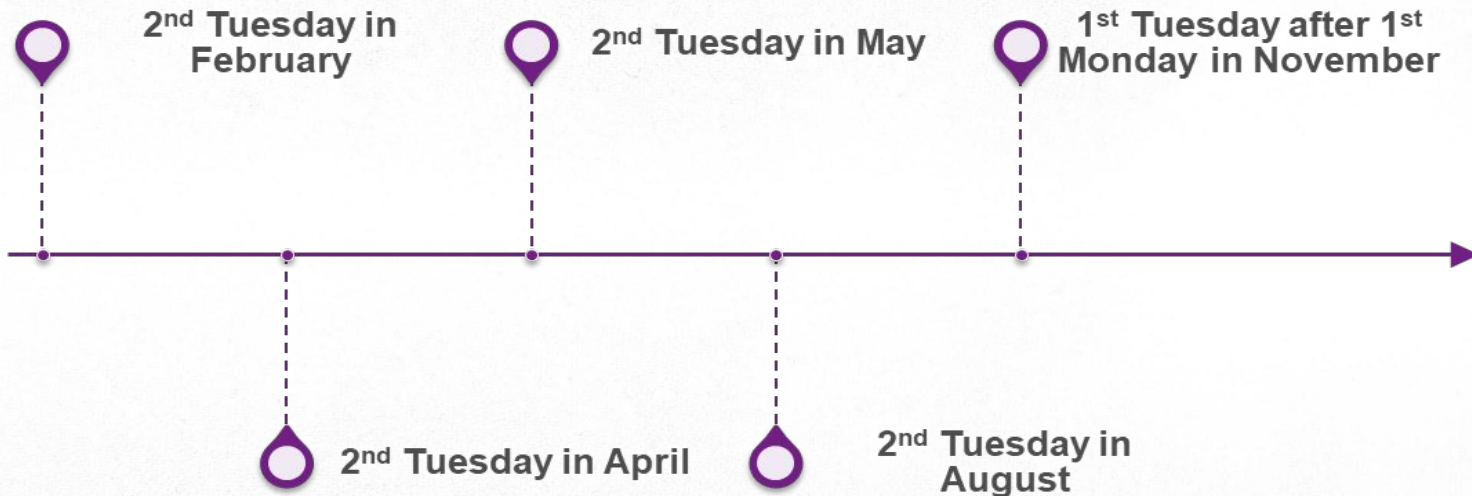 2nd Tuesday in
February
2nd Tuesday in May
1st Tuesday after 1st
Monday in November
2nd Tuesday in April
2nd Tuesday in
August